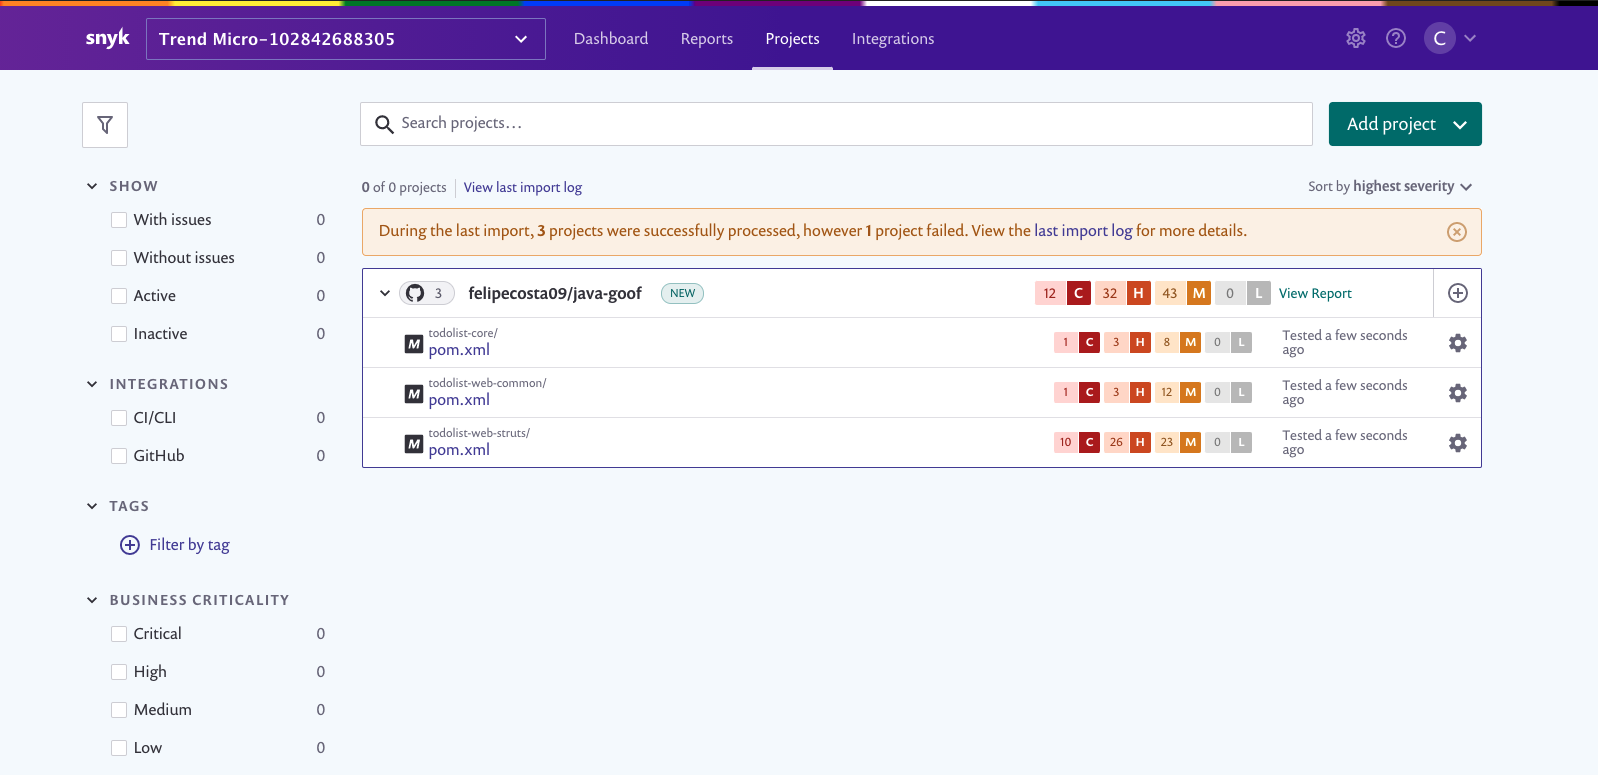 snyk
Trend Micro-102842688305
Dashboard
Reports
Projects
Integrations
C
Search projects...
Add project
SHOW
With issues 0
Without issues 0
Active 0
Inactive 0
INTEGRATIONS
CI/CLI 0
GitHub 0
TAGS
Filter by tag
BUSINESS CRITICALITY
Critical 0
High 0
Medium 0
Low 0
0 of 0 projects
View last import log
Sort by highest severity
During the last import, 3 projects were successfully processed, however 1 project failed. View the last import log for more details.
3 felipecosta09/java-goof NEW 12 C 32 H 43 M 0 L View Report
todolist-core/
pom.xml 1 C 3 H 8 M 0 L
Tested a few seconds
ago
todolist-web-common/
pom.xml 1 C 3 H 12 M 0 L
Tested a few seconds
ago
todolist-web-struts/
pom.xml 10 C 26 H 23 M 0 L
Tested a few seconds
ago